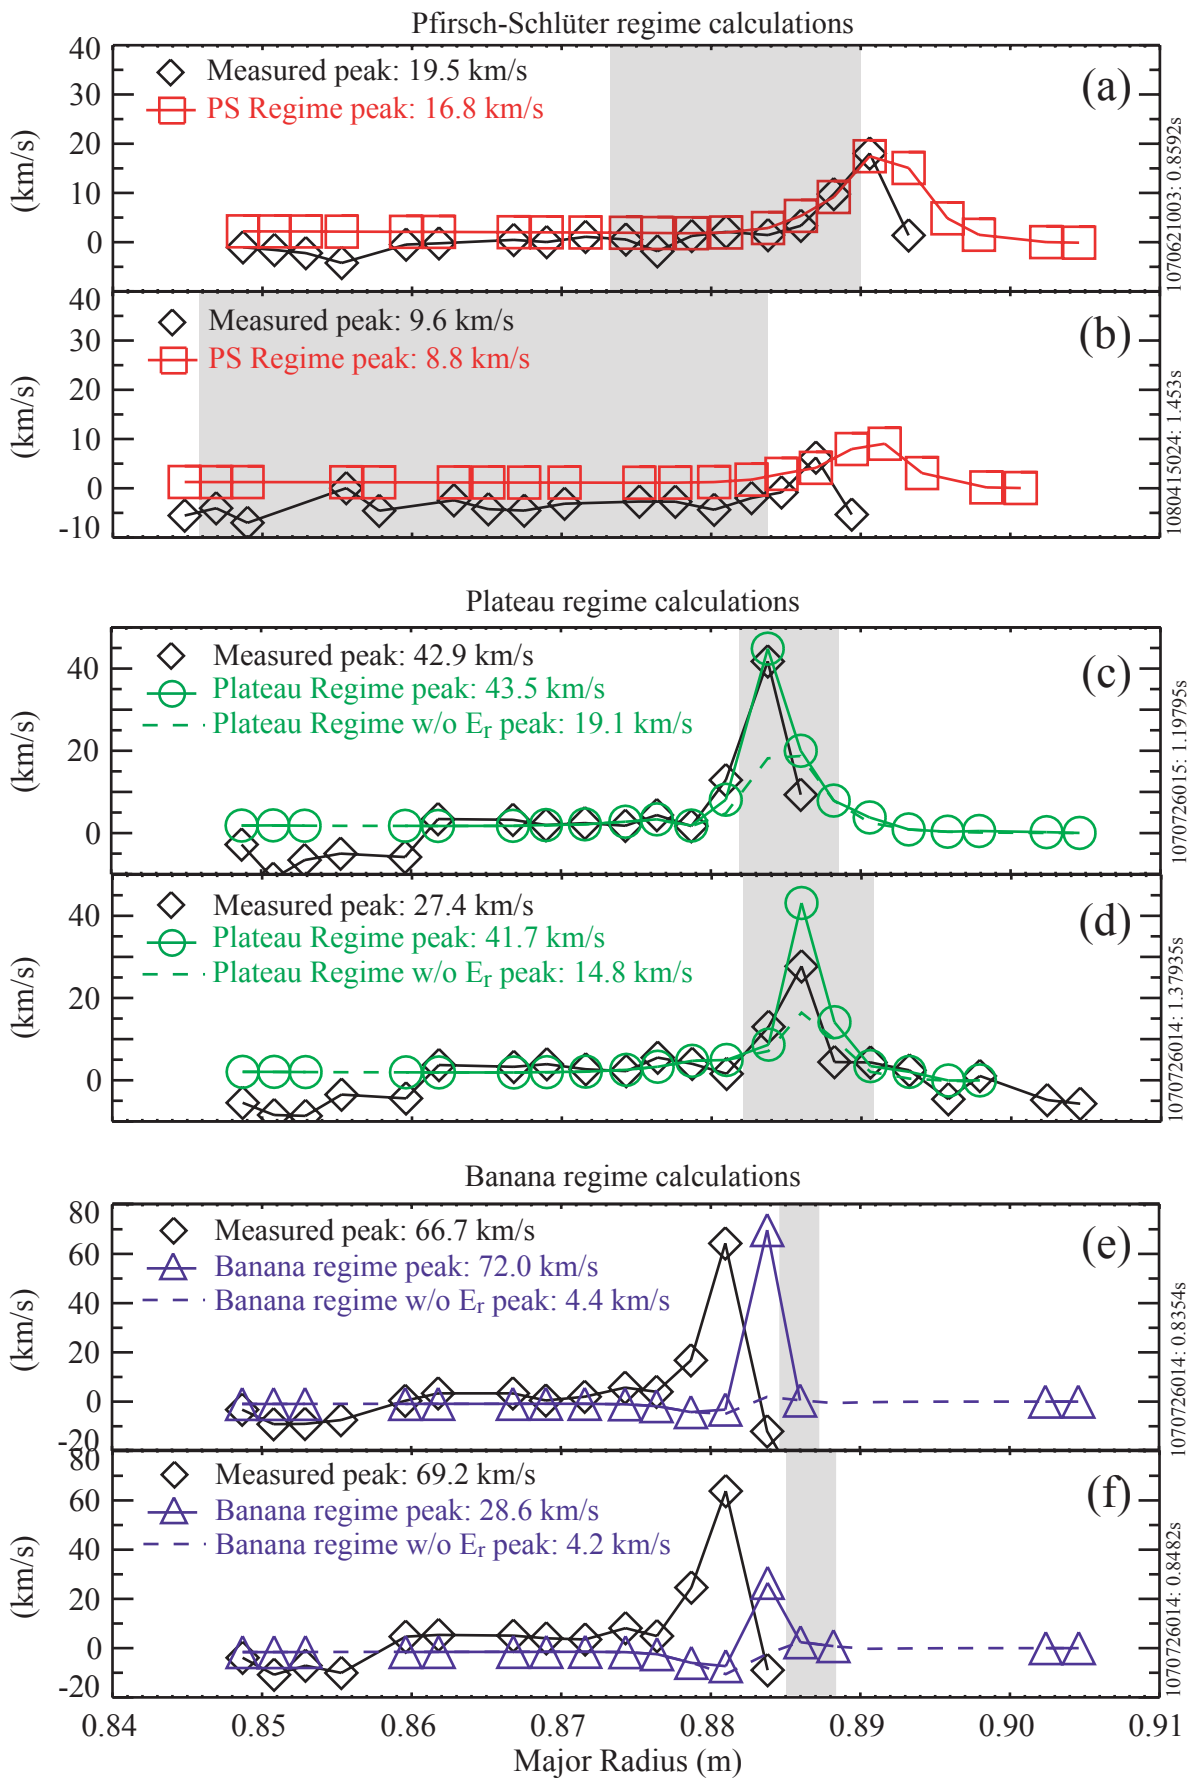 Pfirsch-Schlüter regime calculations
40
30
20
10
0
(km/s)
Measured peak: 19.5 km/s
PS Regime peak: 16.8 km/s
(a)
1070621003: 0.8592s
40
30
20
10
0
-10
(km/s)
Measured peak: 9.6 km/s
PS Regime peak: 8.8 km/s
(b)
1080415024: 1.453s
Plateau regime calculations
40
20
0
(km/s)
Measured peak: 42.9 km/s
Plateau Regime peak: 43.5 km/s
Plateau Regime w/o Er peak: 19.1 km/s
(c)
1070726015: 1.19795s
40
20
0
(km/s)
Measured peak: 27.4 km/s
Plateau Regime peak: 41.7 km/s
Plateau Regime w/o Er peak: 14.8 km/s
(d)
1070726014: 1.37935s
Banana regime calculations
80
60
40
20
0
-20
(km/s)
Measured peak: 66.7 km/s
Banana regime peak: 72.0 km/s
Banana regime w/o Er peak: 4.4 km/s
(e)
1070726014: 0.8354s
80
60
40
20
0
-20
(km/s)
Measured peak: 69.2 km/s
Banana regime peak: 28.6 km/s
Banana regime w/o Er peak: 4.2 km/s
(f)
1070726014: 0.8482s
0.84 0.85 0.86 0.87 0.88 0.89 0.90 0.91
Major Radius (m)